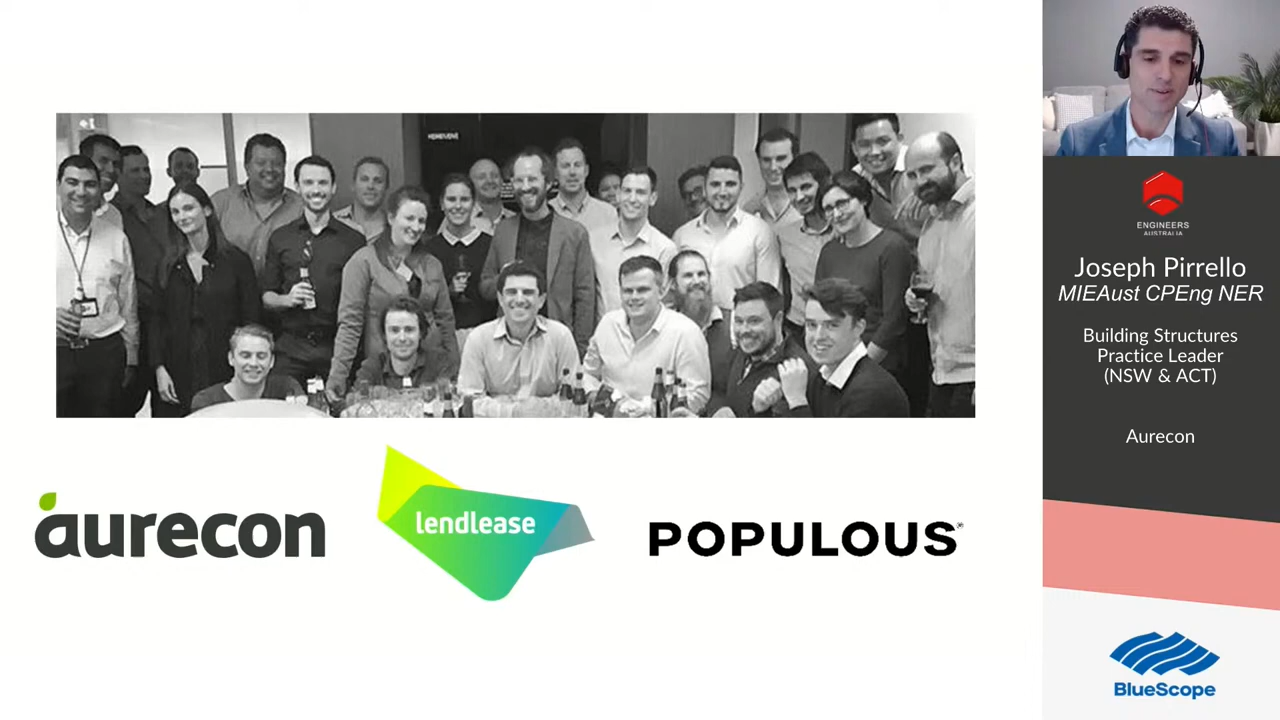 aurecon
lendlease
POPULOUS
ENGINEERS
AUSTRALIA
Joseph Pirrello
MIEAust CPEng NER
Building Structures
Practice Leader
(NSW & ACT)
Aurecon
BlueScope